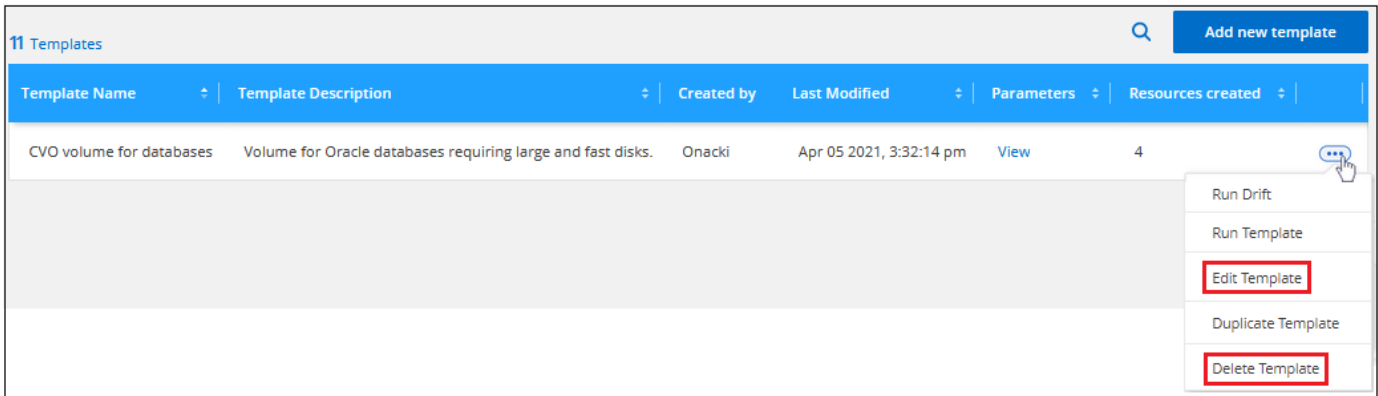 11 Templates
Add new template
Template Name Template Description Created by Last Modified Parameters Resources created
CVO volume for databases Volume for Oracle databases requiring large and fast disks. Onacki Apr 05 2021, 3:32:14 pm View 4
Run Drift
Run Template
Edit Template
Duplicate Template
Delete Template